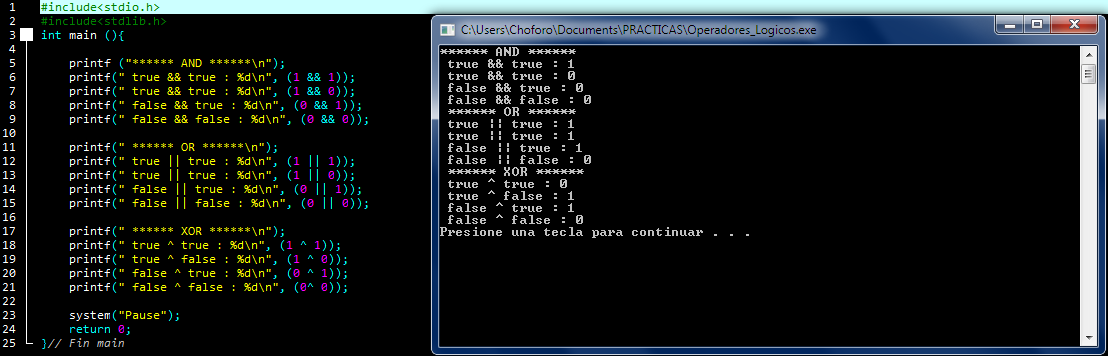 1 #include<stdio.h>
2 #include<stdlib.h>
3 int main (){
4
5 printf ("****** AND ******\n");
6 printf(" true && true : %d\n", (1 && 1));
7 printf(" true && true : %d\n", (1 && 0));
8 printf(" false && true : %d\n", (0 && 1));
9 printf(" false && false : %d\n", (0 && 0));
10
11 printf(" ****** OR ******\n");
12 printf(" true || true : %d\n", (1 || 1));
13 printf(" true || true : %d\n", (1 || 0));
14 printf(" false || true : %d\n", (0 || 1));
15 printf(" false || false : %d\n", (0 || 0));
16
17 printf(" ****** XOR ******\n");
18 printf(" true ^ true : %d\n", (1 ^ 1));
19 printf(" true ^ false : %d\n", (1 ^ 0));
20 printf(" false ^ true : %d\n", (0 ^ 1));
21 printf(" false ^ false : %d\n", (0^ 0));
22
23 system("Pause");
24 return 0;
25 }// Fin main
C:\Users\Choforo\Documents\PRACTICAS\Operadores_Logicos.exe
****** AND ******
true && true : 1
true && true : 0
false && true : 0
false && false : 0
****** OR ******
true || true : 1
true || true : 1
false || true : 1
false || false : 0
****** XOR ******
true ^ true : 0
true ^ false : 1
false ^ true : 1
false ^ false : 0
Presione una tecla para continuar . . .